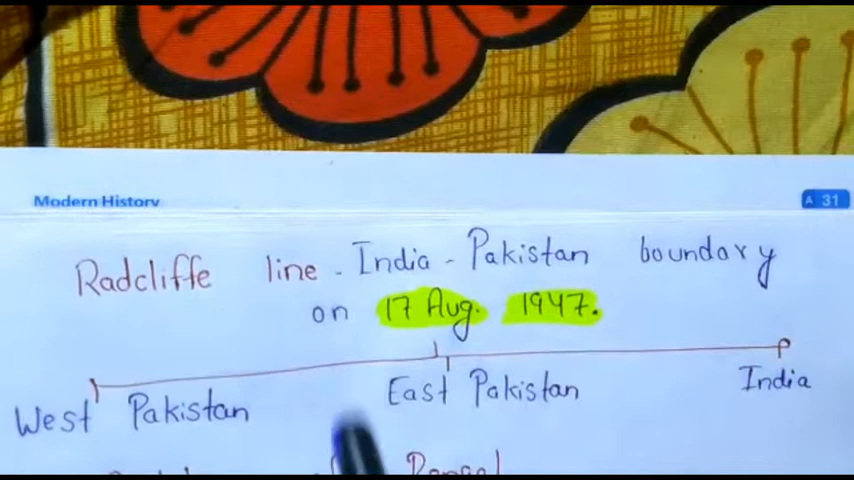 Modern History
A 31
Radcliffe line - India - Pakistan boundary
on 17 Aug. 1947.
West Pakistan East Pakistan India